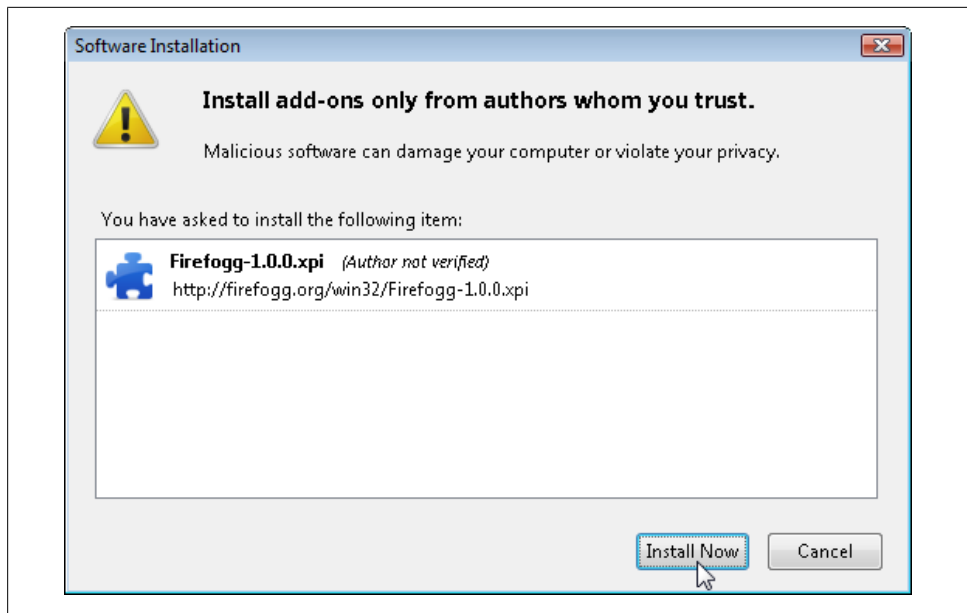 Software Installation
Install add-ons only from authors whom you trust.
Malicious software can damage your computer or violate your privacy.
You have asked to install the following item:
Firefogg-1.0.0.xpi (Author not verified)
http://firefogg.org/win32/Firefogg-1.0.0.xpi
Install Now Cancel